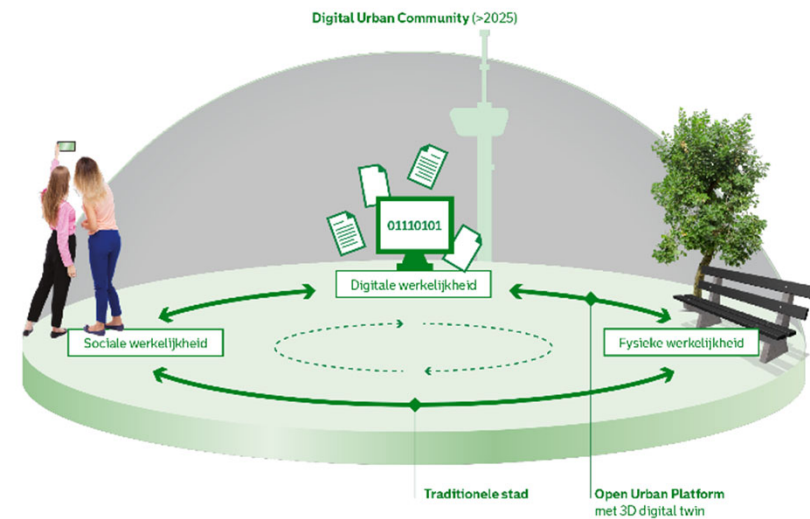 Digital Urban Community (>2025)
01110101
Digitale werkelijkheid
Sociale werkelijkheid
Fysieke werkelijkheid
Traditionele stad
Open Urban Platform
met 3D digital twin